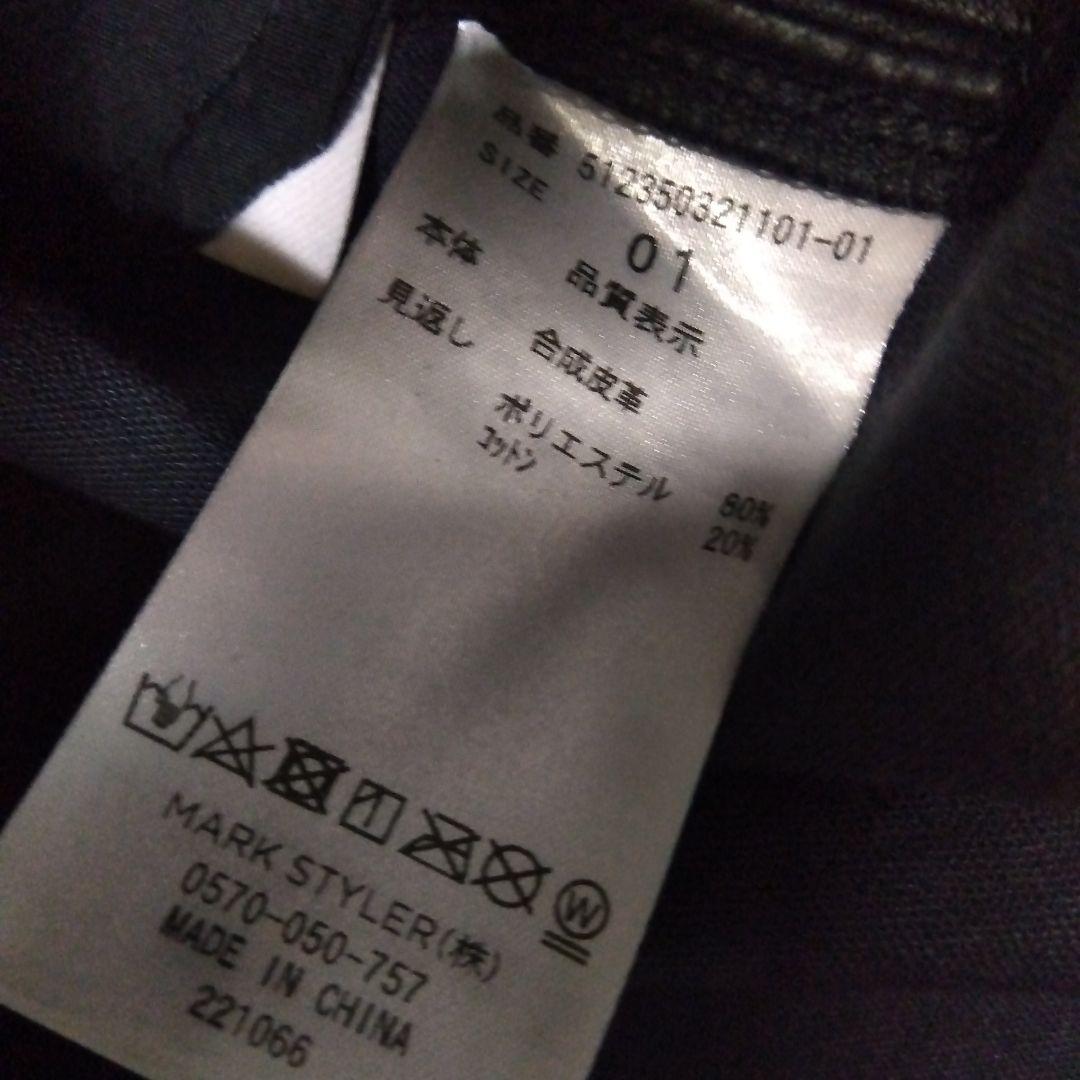 品番 512350321101-01
SIZE 01
品質表示
本体 合成皮革
見返し ポリエステル 80%
ｺｯﾄﾝ 20%
W
MARK STYLER(株)
0570-050-757
MADE IN CHINA
221066